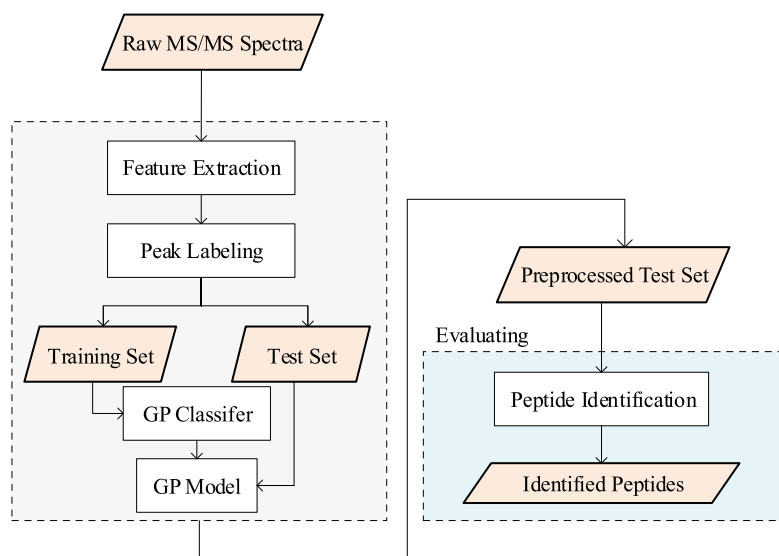 Raw MS/MS Spectra
Feature Extraction
Peak Labeling
Training Set
Test Set
GP Classifer
GP Model
Preprocessed Test Set
Evaluating
Peptide Identification
Identified Peptides